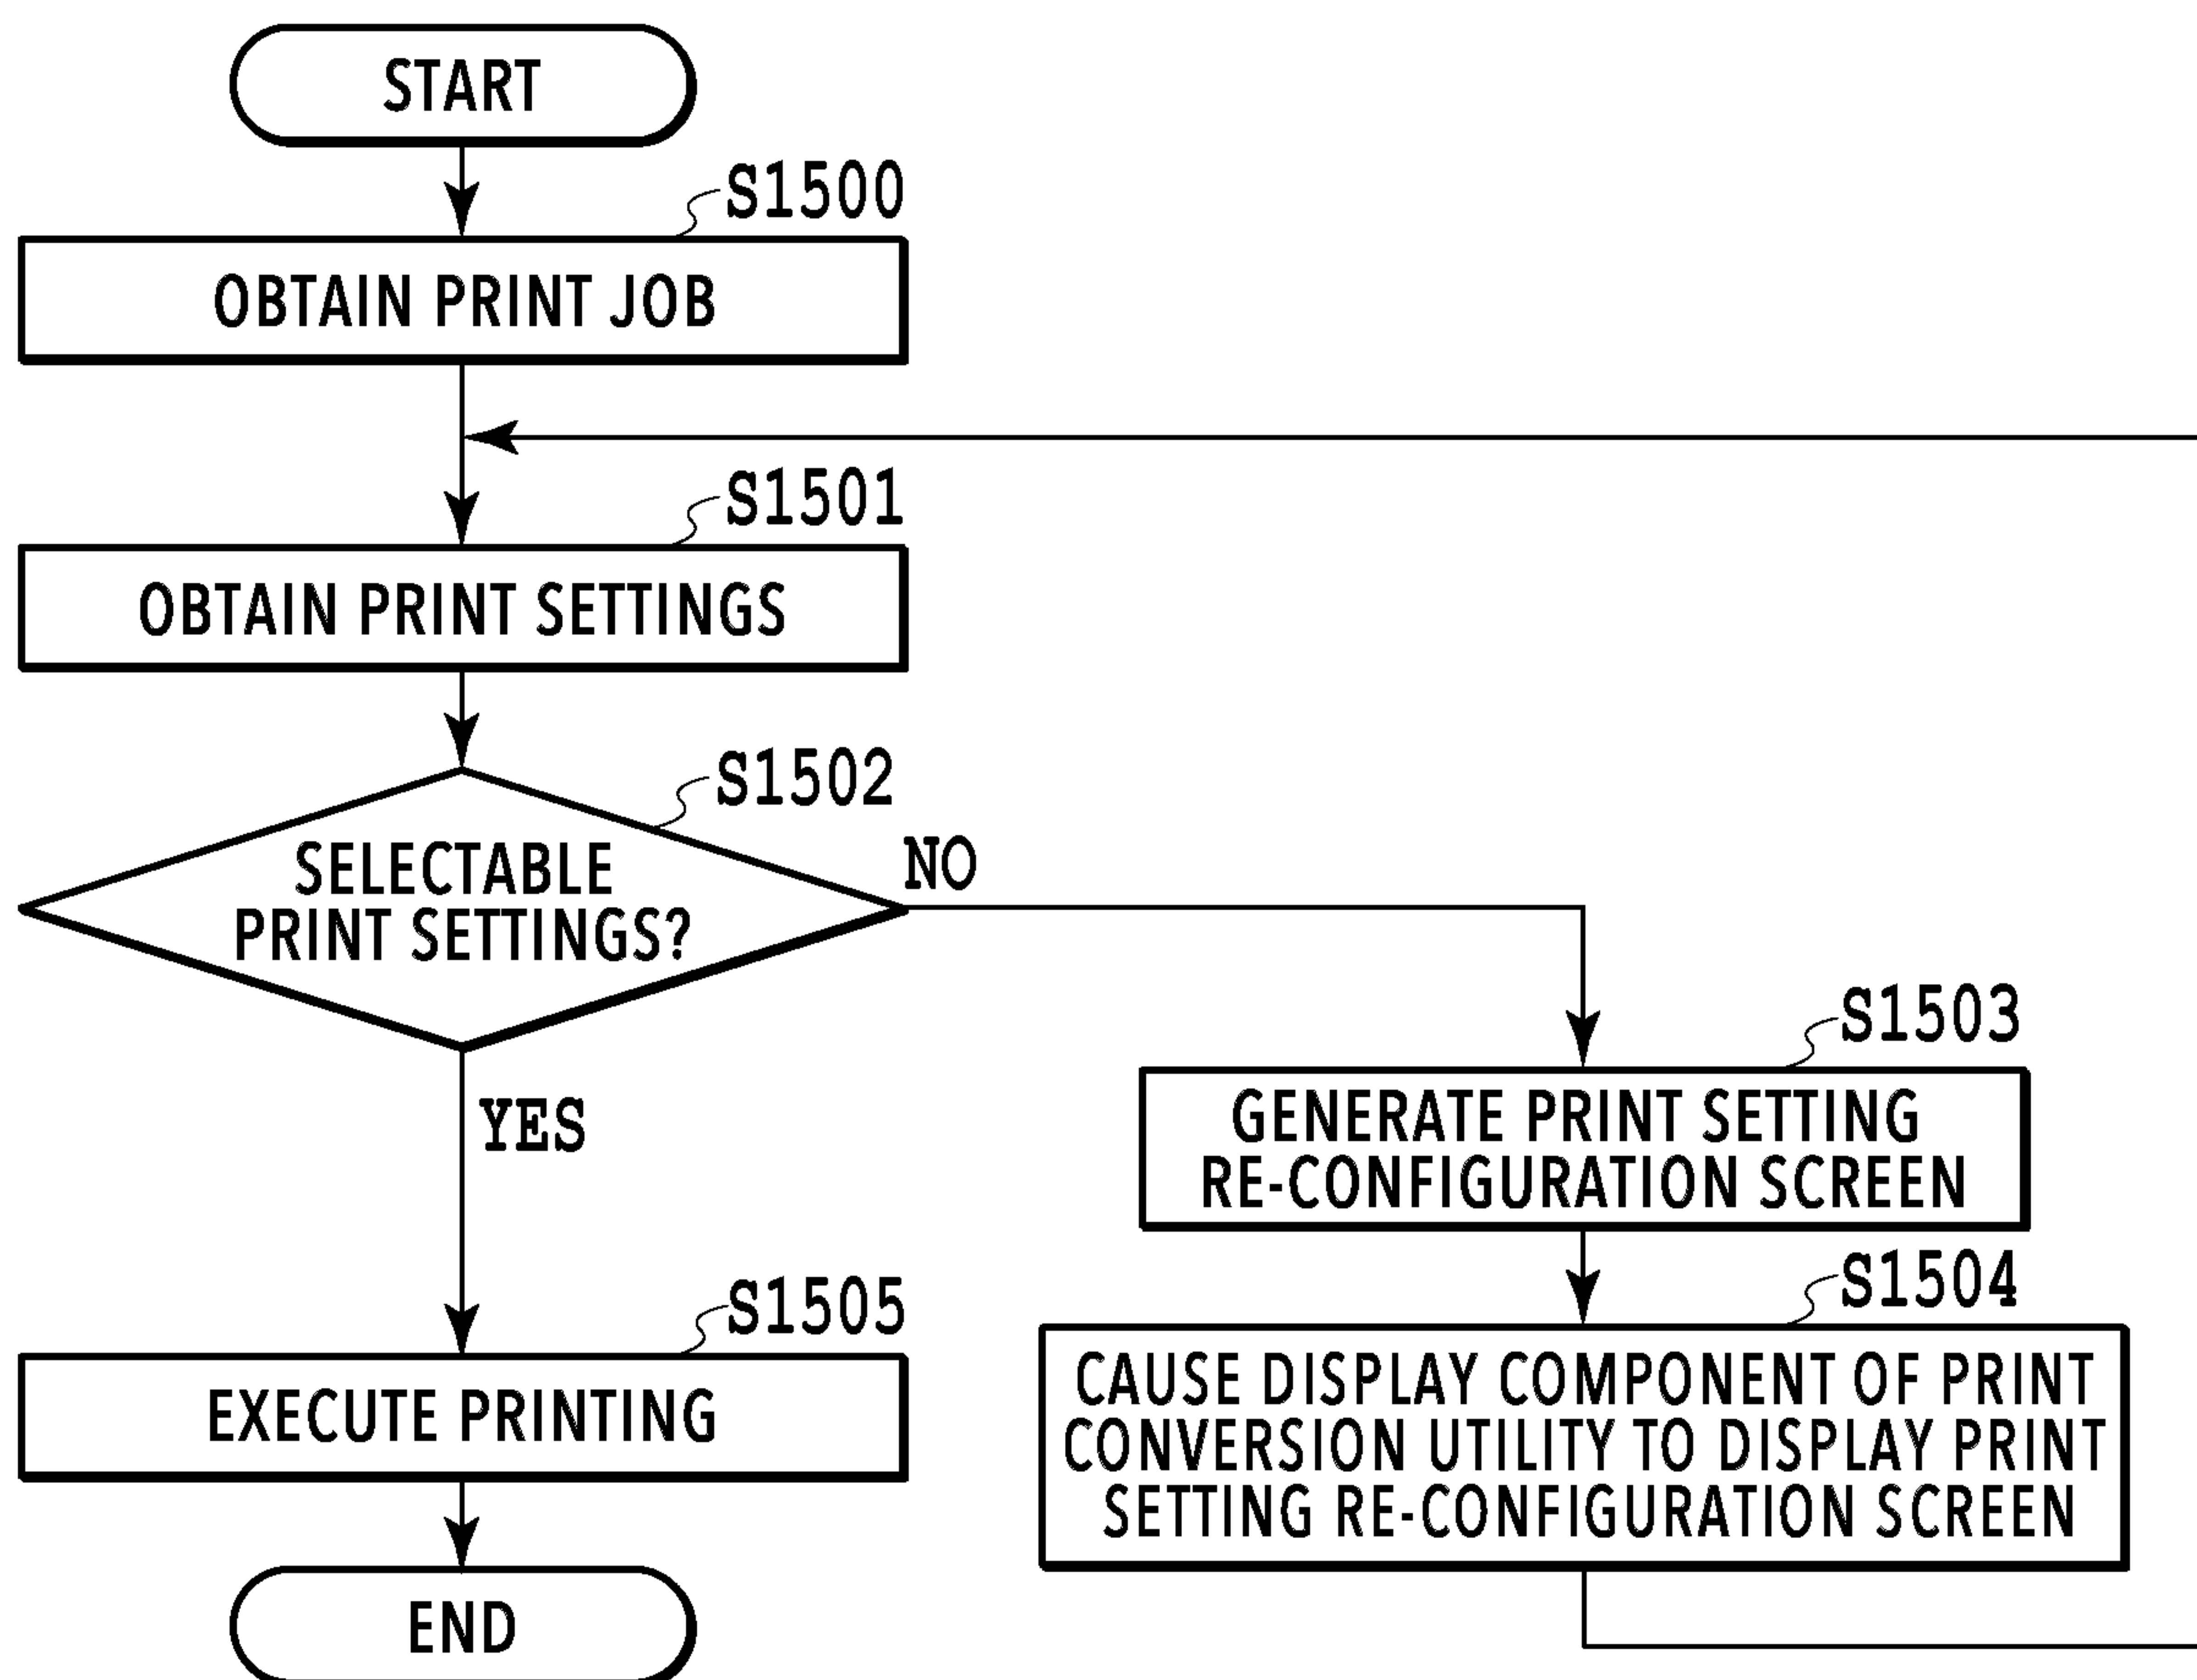 START
S1500
OBTAIN PRINT JOB
S1501
OBTAIN PRINT SETTINGS
S1502
SELECTABLE
PRINT SETTINGS?
NO
YES
S1503
GENERATE PRINT SETTING
RE-CONFIGURATION SCREEN
S1504
CAUSE DISPLAY COMPONENT OF PRINT
CONVERSION UTILITY TO DISPLAY PRINT
SETTING RE-CONFIGURATION SCREEN
S1505
EXECUTE PRINTING
END